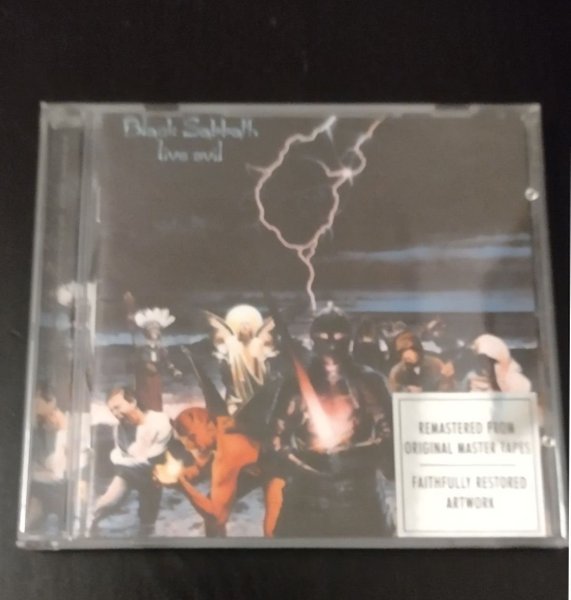 Black Sabbath
live evil
REMASTERED FROM
ORIGINAL MASTER TAPES
FAITHFULLY RESTORED
ARTWORK